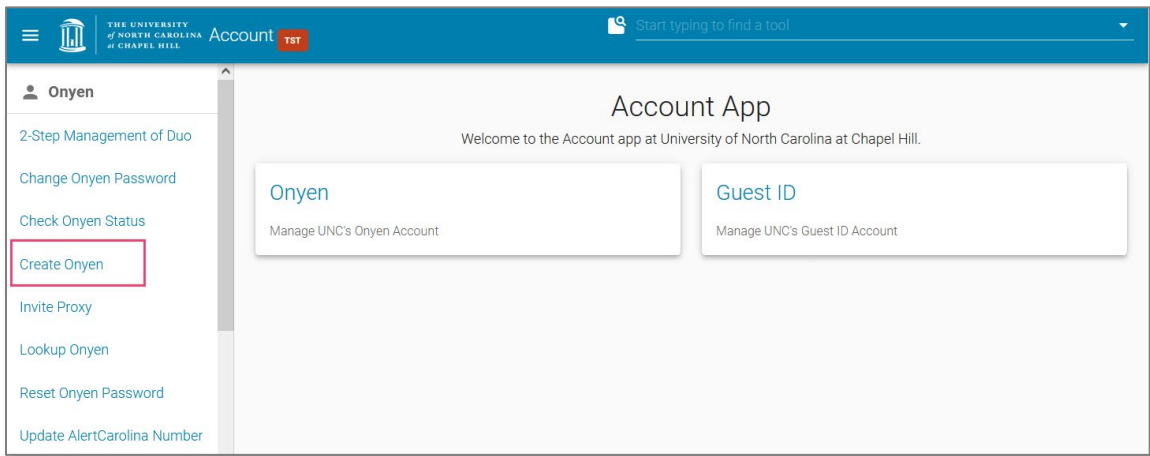 THE UNIVERSITY
of NORTH CAROLINA
at CHAPEL HILL
Account TST
Start typing to find a tool
Onyen
2-Step Management of Duo
Change Onyen Password
Check Onyen Status
Create Onyen
Invite Proxy
Lookup Onyen
Reset Onyen Password
Update AlertCarolina Number
Account App
Welcome to the Account app at University of North Carolina at Chapel Hill.
Onyen
Manage UNC's Onyen Account
Guest ID
Manage UNC's Guest ID Account